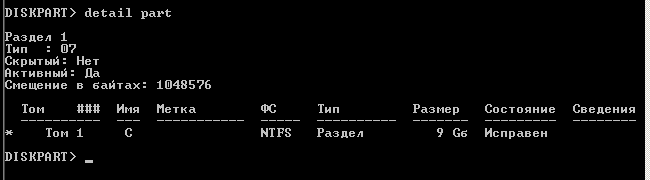 DISKPART> detail part
Раздел 1
Тип : 07
Скрытый: Нет
Активный: Да
Смещение в байтах: 1048576
Том ### Имя Метка ФС Тип Размер Состояние Сведения
---------- --- ----------- ----- ---------- ------- --------- --------
* Том 1 C NTFS Раздел 9 Gб Исправен
DISKPART> _